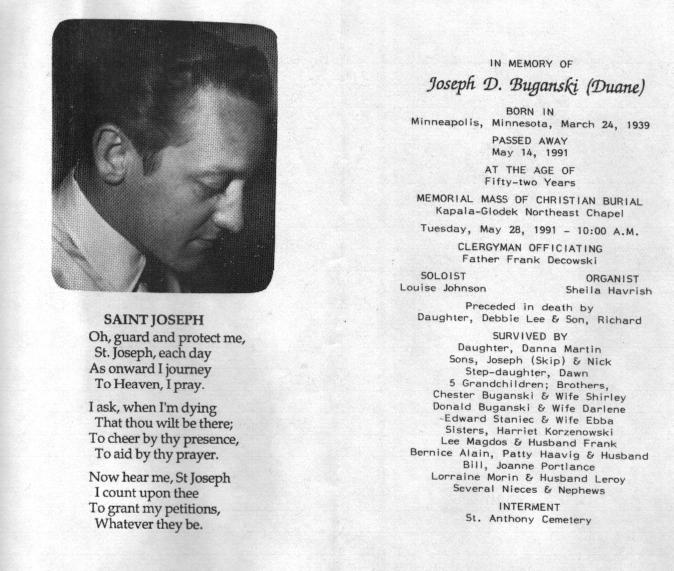 SAINT JOSEPH
Oh, guard and protect me,
St. Joseph, each day
As onward I journey
To Heaven, I pray.
I ask, when I'm dying
That thou wilt be there;
To cheer by thy presence,
To aid by thy prayer.
Now hear me, St Joseph
I count upon thee
To grant my petitions,
Whatever they be.
IN MEMORY OF
Joseph D. Buganski (Duane)
BORN IN
Minneapolis, Minnesota, March 24, 1939
PASSED AWAY
May 14, 1991
AT THE AGE OF
Fifty-two Years
MEMORIAL MASS OF CHRISTIAN BURIAL
Kapala-Glodek Northeast Chapel
Tuesday, May 28, 1991 - 10:00 A.M.
CLERGYMAN OFFICIATING
Father Frank Decowski
SOLOIST ORGANIST
Louise Johnson Sheila Havrish
Preceded in death by
Daughter, Debbie Lee & Son, Richard
SURVIVED BY
Daughter, Danna Martin
Sons, Joseph (Skip) & Nick
Step-daughter, Dawn
5 Grandchildren; Brothers,
Chester Buganski & Wife Shirley
Donald Buganski & Wife Darlene
Edward Staniec & Wife Ebba
Sisters, Harriet Korzenowski
Lee Magdos & Husband Frank
Bernice Alain, Patty Haavig & Husband
Bill, Joanne Portlance
Lorraine Morin & Husband Leroy
Several Nieces & Nephews
INTERMENT
St. Anthony Cemetery